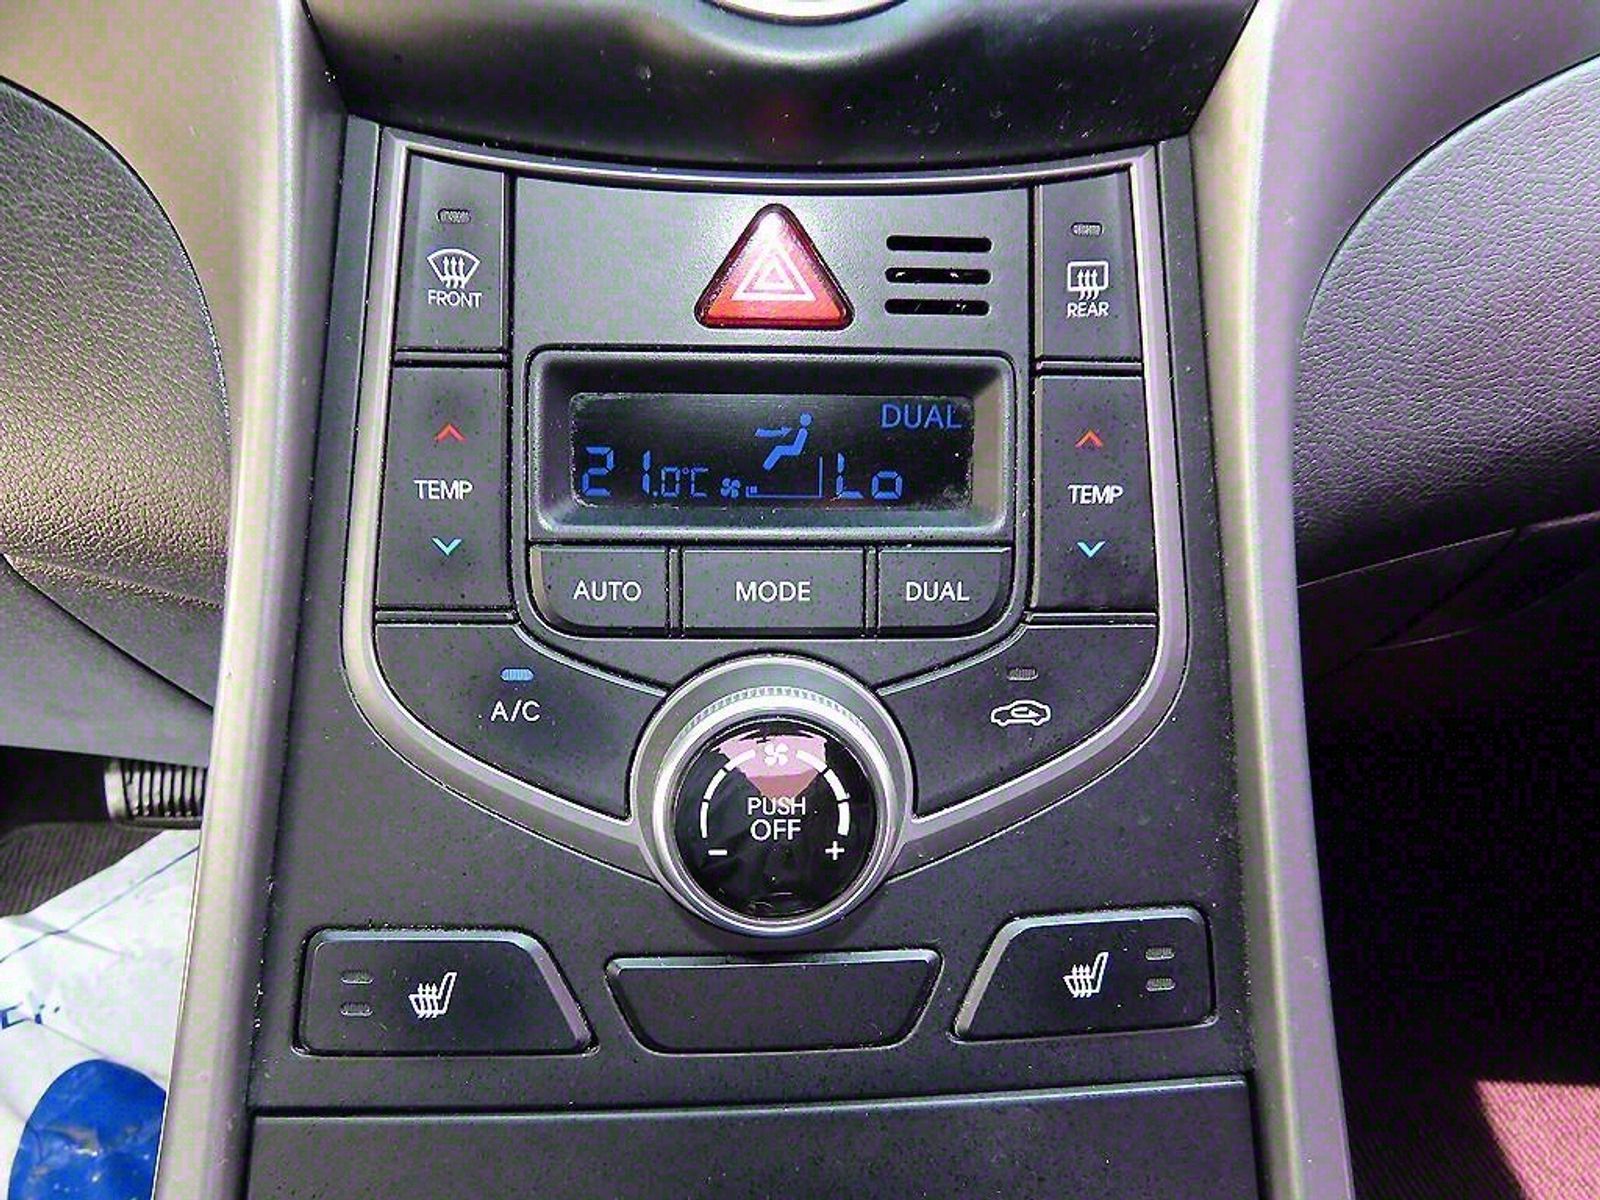 FRONT
REAR
DUAL
21.0°C
Lo
TEMP
TEMP
AUTO
MODE
DUAL
A/C
PUSH
OFF
- +